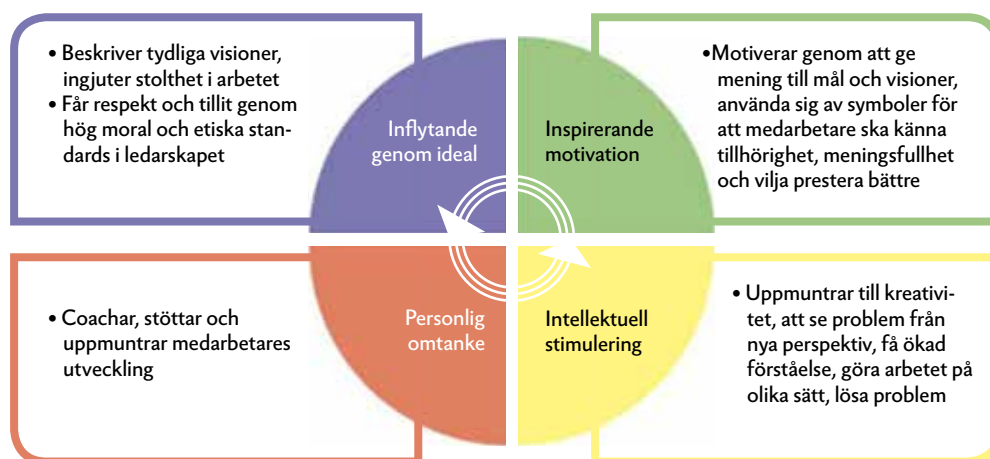 • Beskriver tydliga visioner,
ingjuter stolthet i arbetet
• Får respekt och tillit genom
hög moral och etiska stan-
dards i ledarskapet
Inflytande
genom ideal
Inspirerande
motivation
•Motiverar genom att ge
mening till mål och visioner,
använda sig av symboler för
att medarbetare ska känna
tillhörighet, meningsfullhet
och vilja prestera bättre
• Coachar, stöttar och
uppmuntrar medarbetares
utveckling
Personlig
omtanke
Intellektuell
stimulering
• Uppmuntrar till kreativi-
tet, att se problem från
nya perspektiv, få ökad
förståelse, göra arbetet på
olika sätt, lösa problem